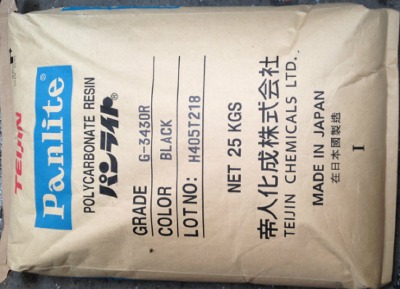 TEIJIN
Panlite®
POLYCARBONATE RESIN
パンライト®
GRADE G-3430R
COLOR BLACK
LOT NO: H405T218
NET 25 KGS
帝人化成株式会社
TEIJIN CHEMICALS LTD.
MADE IN JAPAN
在日本國製造
I